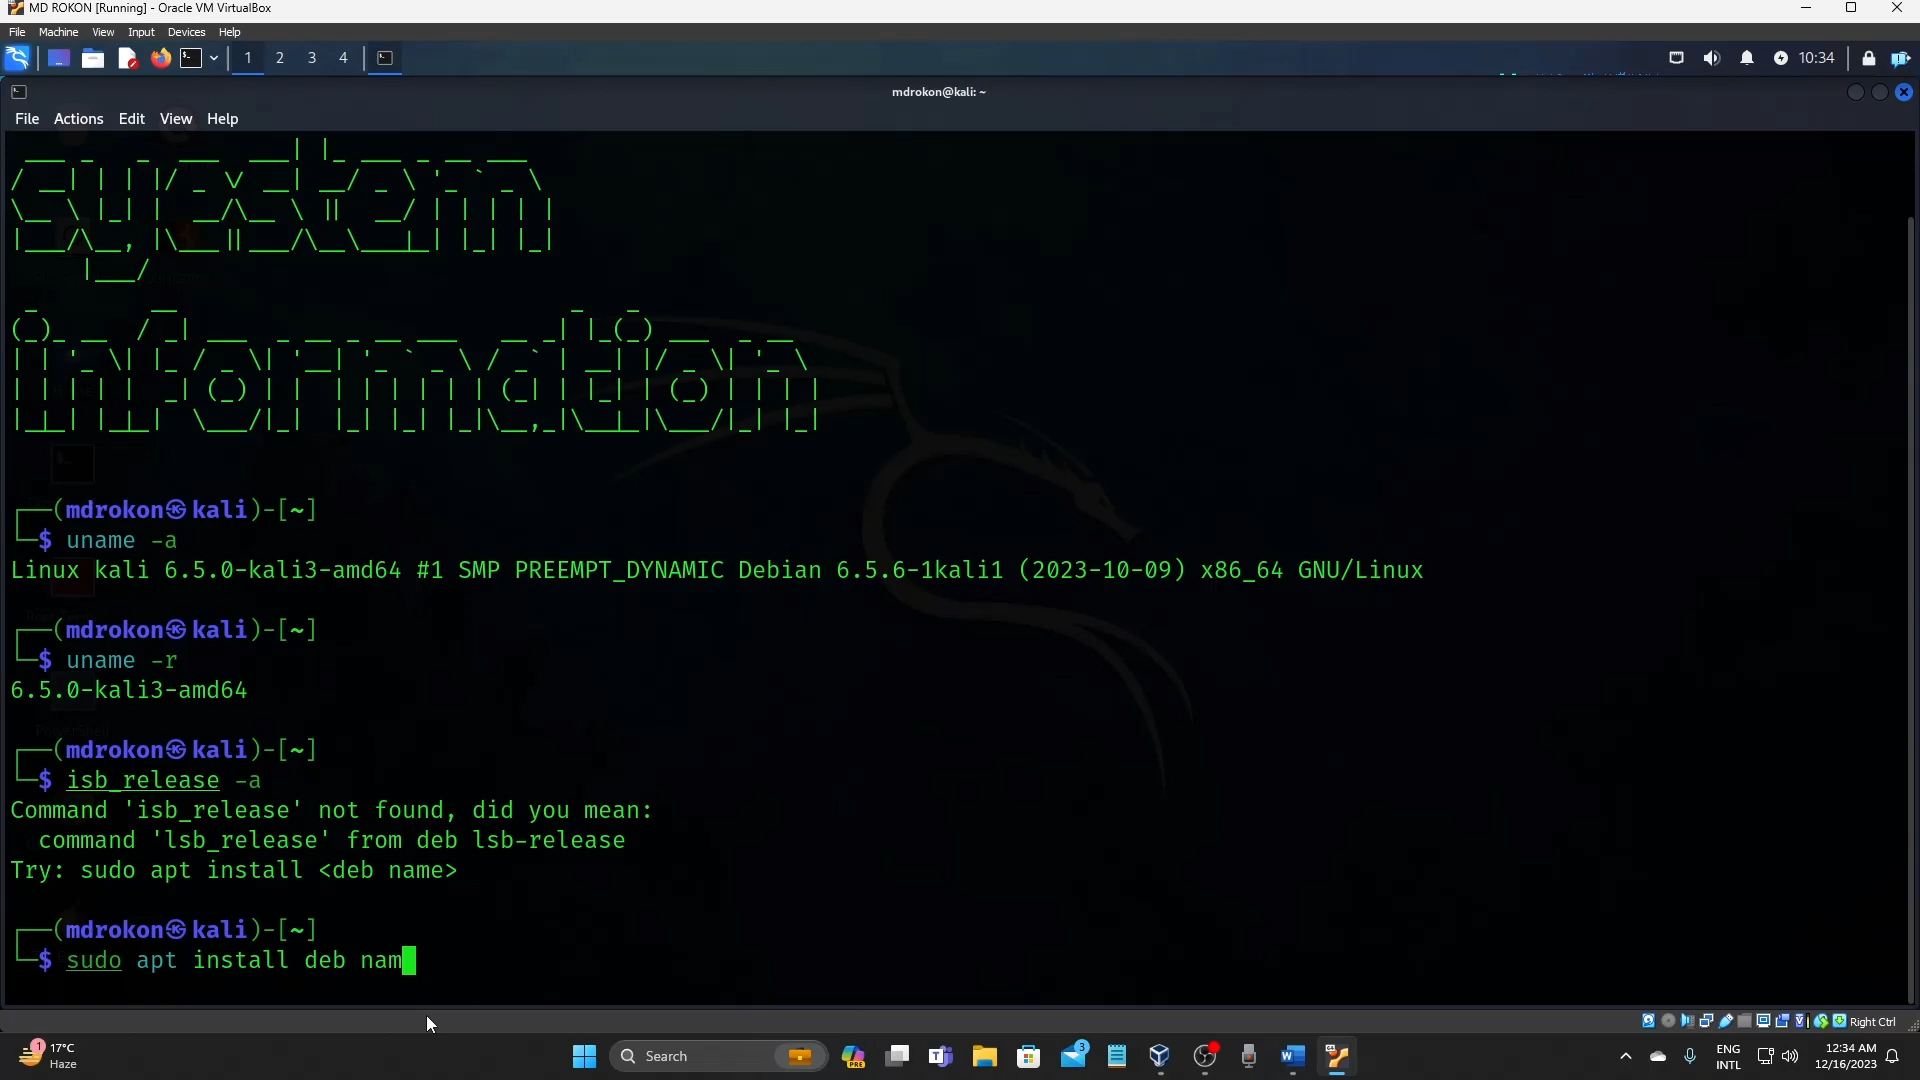 MD ROKON [Running] - Oracle VM VirtualBox
File Machine View Input Devices Help
1 2 3 4
10:34
mdrokon@kali: ~
File Actions Edit View Help
syestem
information
┌──(mdrokon㉿kali)-[~]
└─$ uname -a
Linux kali 6.5.0-kali3-amd64 #1 SMP PREEMPT_DYNAMIC Debian 6.5.6-1kali1 (2023-10-09) x86_64 GNU/Linux
┌──(mdrokon㉿kali)-[~]
└─$ uname -r
6.5.0-kali3-amd64
┌──(mdrokon㉿kali)-[~]
└─$ isb_release -a
Command 'isb_release' not found, did you mean:
command 'lsb_release' from deb lsb-release
Try: sudo apt install <deb name>
┌──(mdrokon㉿kali)-[~]
└─$ sudo apt install deb nam
Right Ctrl
1
17°C
Haze
Search
PRE
3
ENG
INTL
12:34 AM
12/16/2023